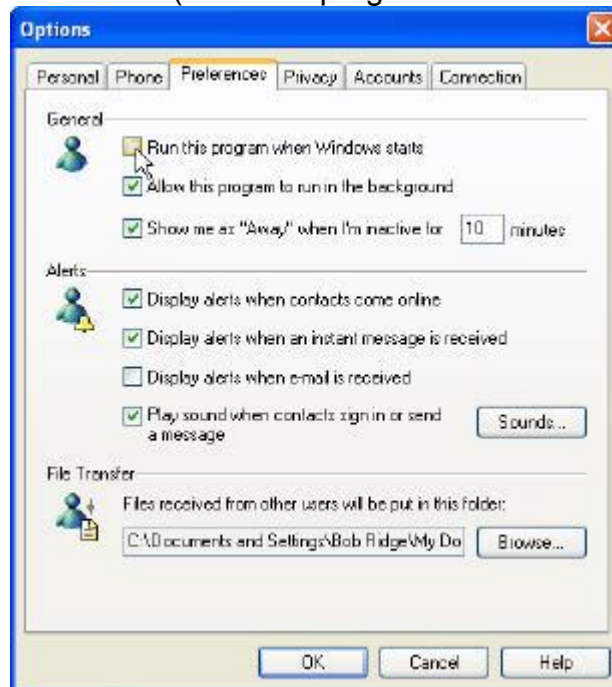 Options
Personal Phone Preferences Privacy Accounts Connection
General
Run this program when Windows starts
Allow this program to run in the background
Show me as "Away" when I'm inactive for 10 minutes
Alerts
Display alerts when contacts come online
Display alerts when an instant message is received
Display alerts when e-mail is received
Play sound when contacts sign in or send
a message
Sounds...
File Transfer
Files received from other users will be put in this folder:
C:\Documents and Settings\Bob Ridge\My Do Browse...
OK Cancel Help